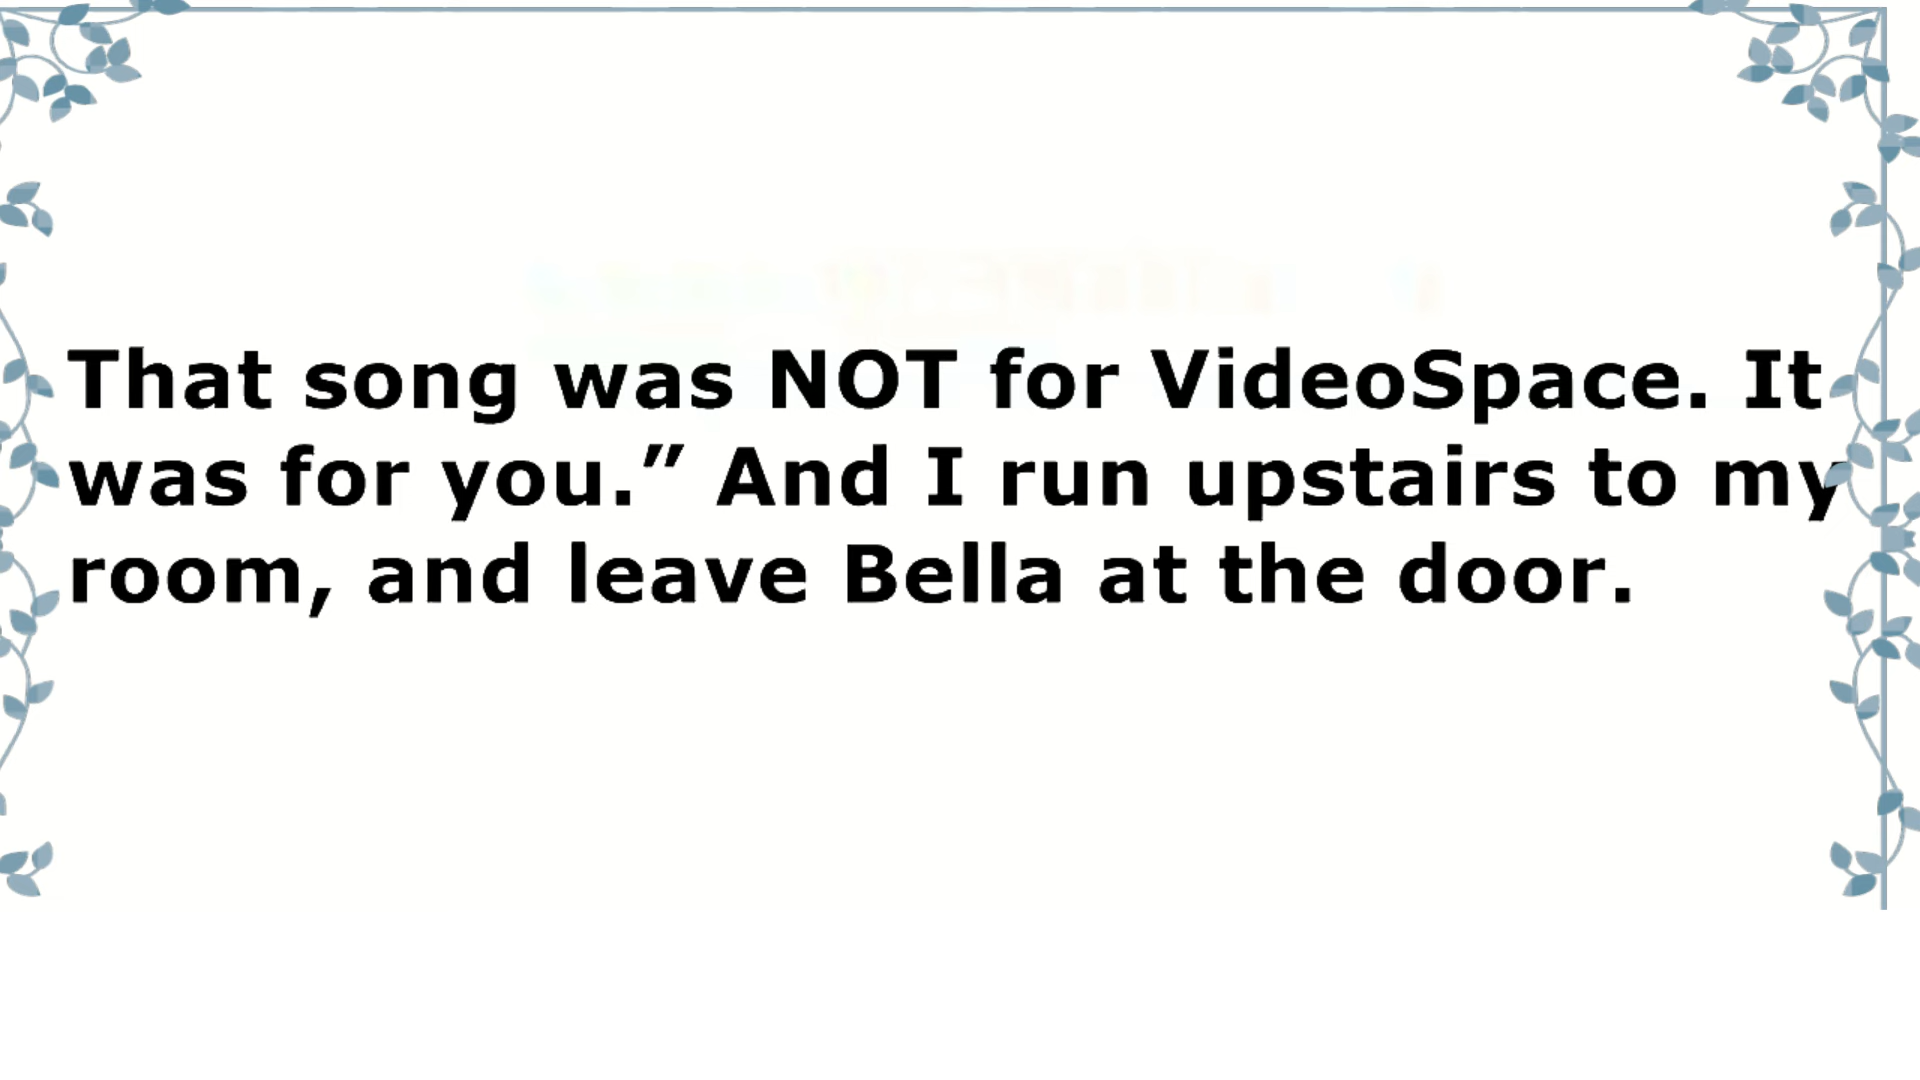 That song was NOT for VideoSpace. It
was for you.” And I run upstairs to my
room, and leave Bella at the door.